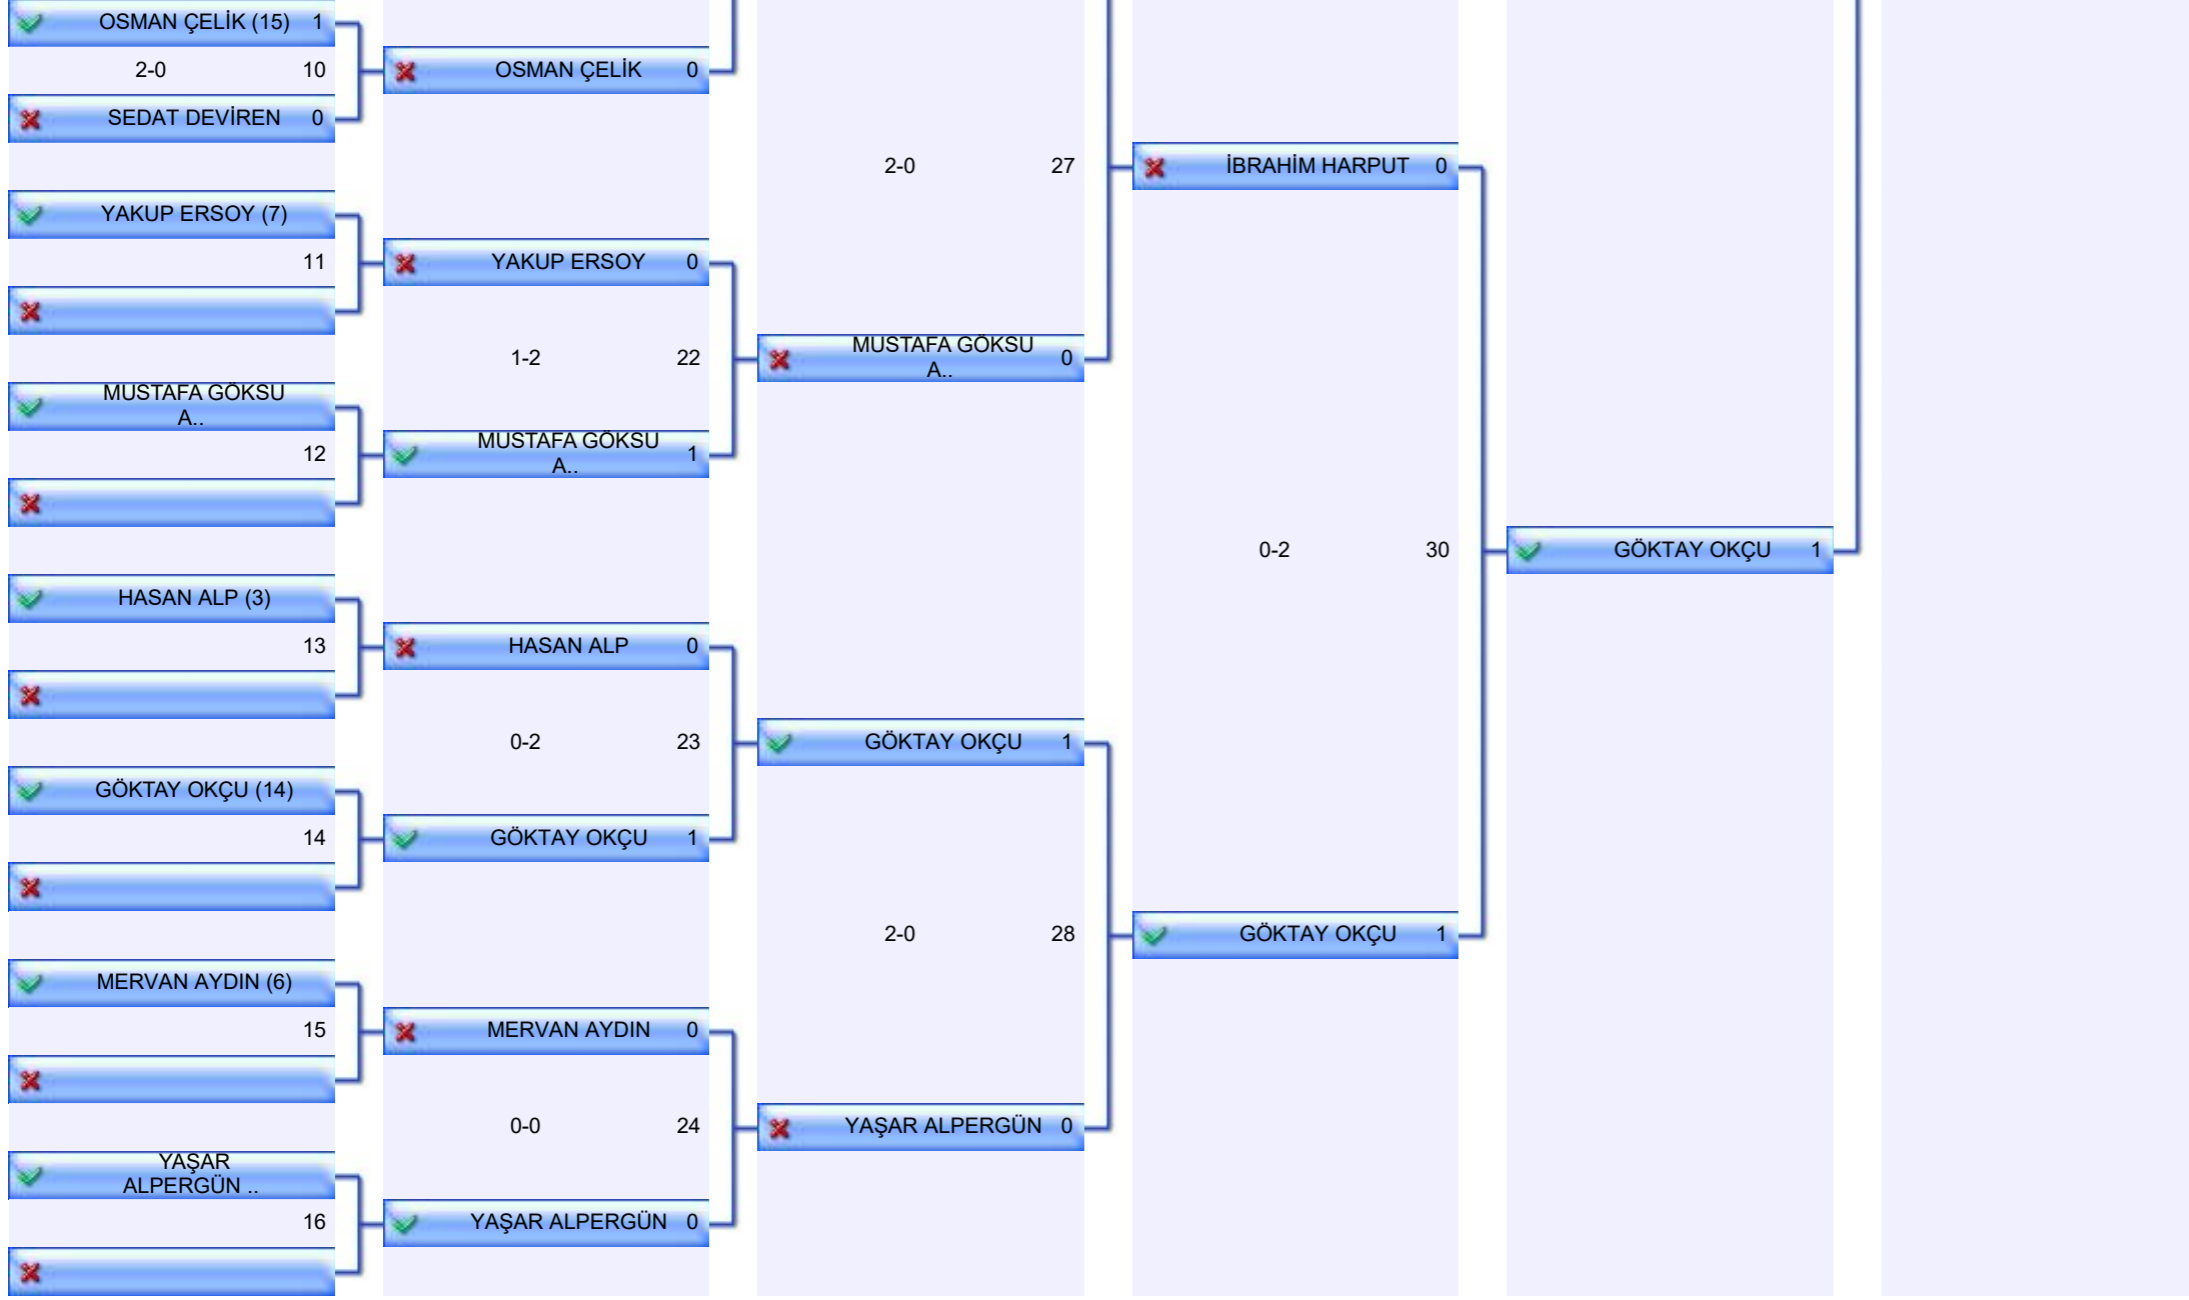 OSMAN ÇELİK (15) 1
2-0 10
SEDAT DEVİREN 0
YAKUP ERSOY (7)
11
MUSTAFA GÖKSU
A..
12
HASAN ALP (3)
13
GÖKTAY OKÇU (14)
14
MERVAN AYDIN (6)
15
YAŞAR
ALPERGÜN ..
16
OSMAN ÇELİK 0
YAKUP ERSOY 0
1-2 22
MUSTAFA GÖKSU
A.. 1
HASAN ALP 0
0-2 23
GÖKTAY OKÇU 1
MERVAN AYDIN 0
0-0 24
YAŞAR ALPERGÜN 0
2-0 27
MUSTAFA GÖKSU
A.. 0
GÖKTAY OKÇU 1
2-0 28
YAŞAR ALPERGÜN 0
İBRAHİM HARPUT 0
0-2 30
GÖKTAY OKÇU 1
GÖKTAY OKÇU 1